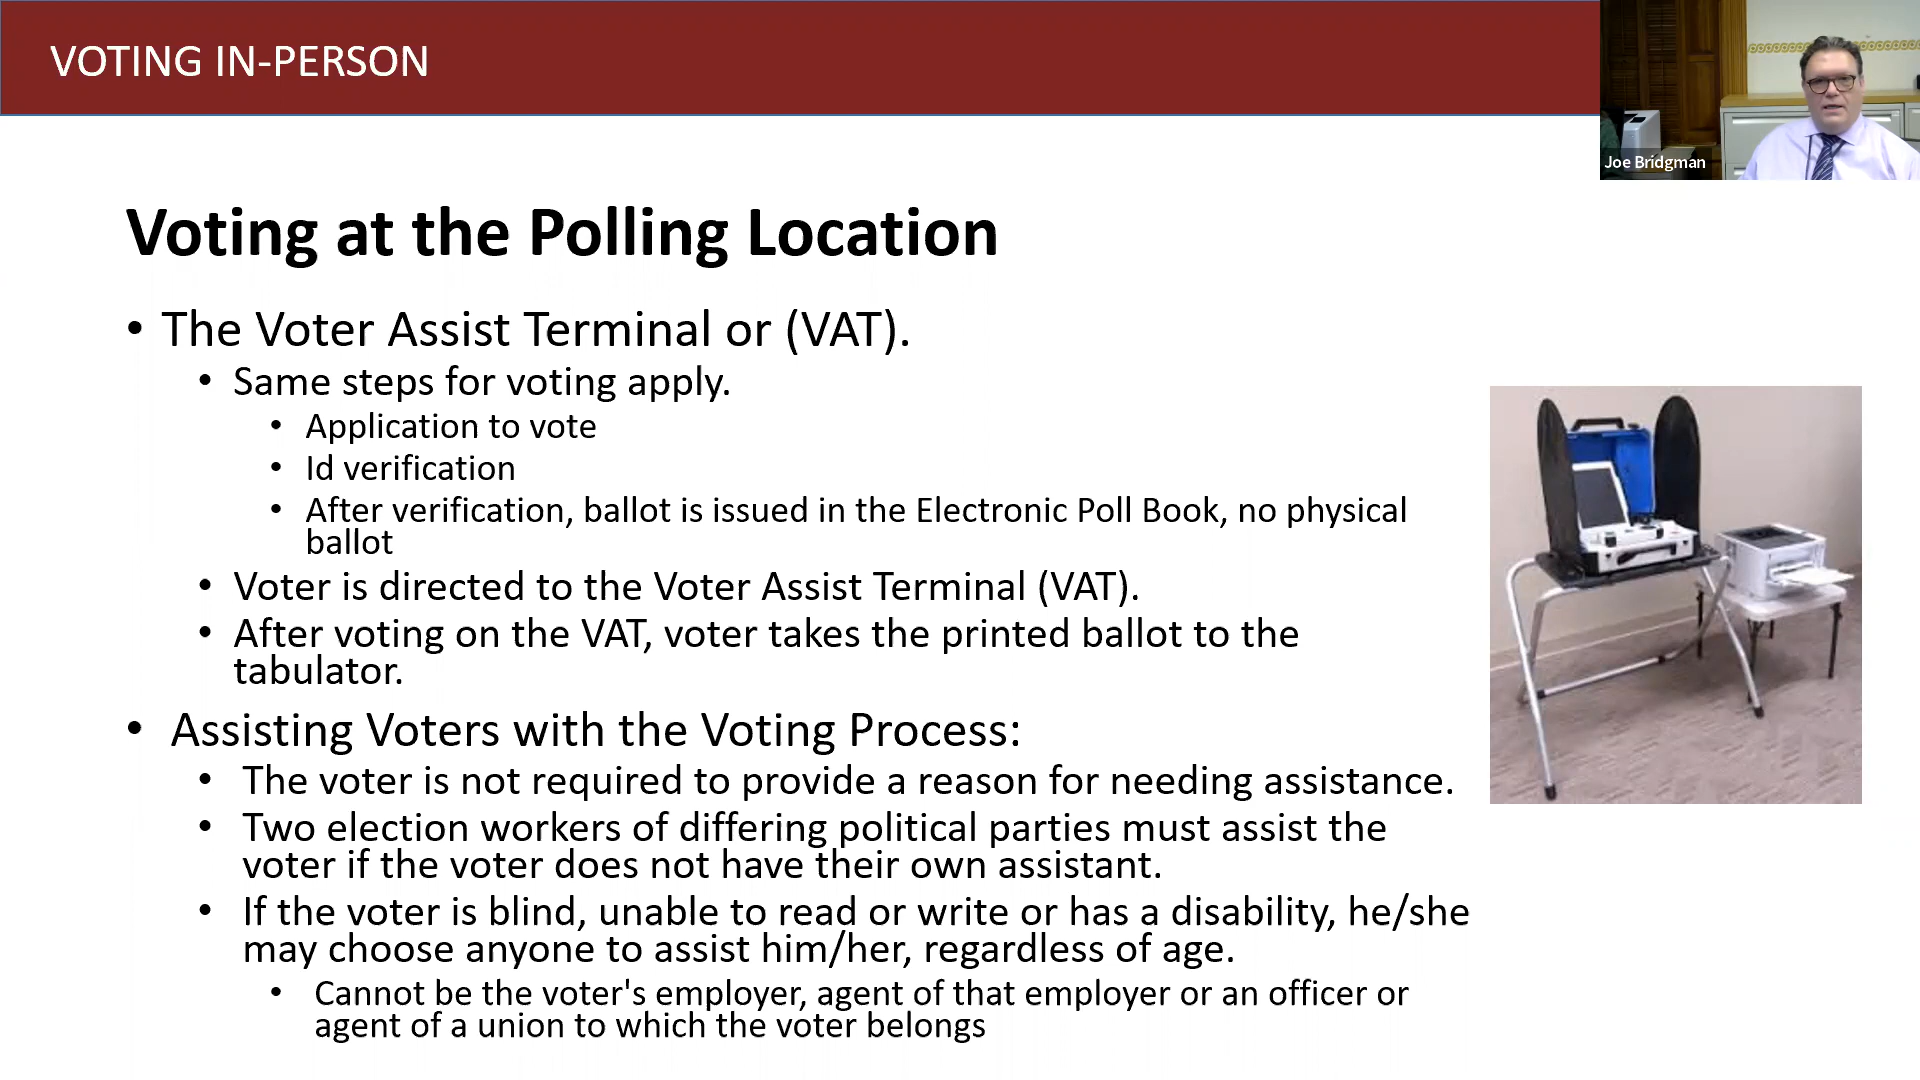 VOTING IN-PERSON
Joe Bridgman
Voting at the Polling Location
• The Voter Assist Terminal or (VAT).
• Same steps for voting apply.
• Application to vote
• Id verification
• After verification, ballot is issued in the Electronic Poll Book, no physical
ballot
• Voter is directed to the Voter Assist Terminal (VAT).
• After voting on the VAT, voter takes the printed ballot to the
tabulator.
• Assisting Voters with the Voting Process:
• The voter is not required to provide a reason for needing assistance.
• Two election workers of differing political parties must assist the
voter if the voter does not have their own assistant.
• If the voter is blind, unable to read or write or has a disability, he/she
may choose anyone to assist him/her, regardless of age.
• Cannot be the voter's employer, agent of that employer or an officer or
agent of a union to which the voter belongs